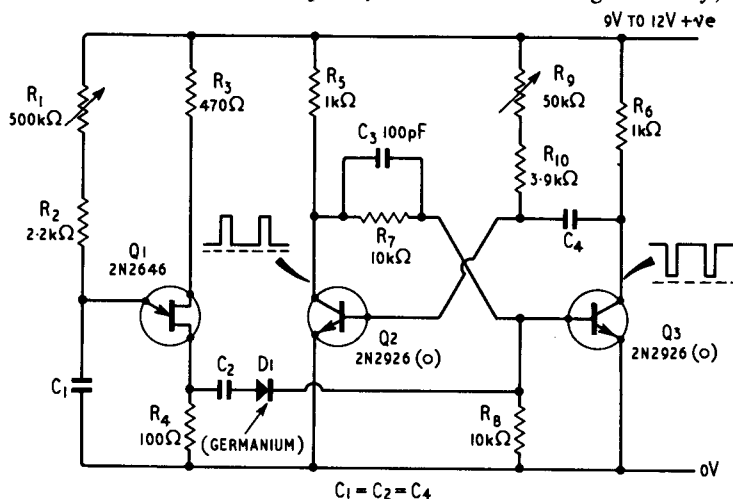 9V TO 12V +ve
R1
500kΩ
R2
2·2kΩ
R3
470Ω
R5
1kΩ
C3 100pF
R7
10kΩ
R9
50kΩ
R10
3·9kΩ
R6
1kΩ
C4
Q1
2N2646
Q2
2N2926 (O)
Q3
2N2926 (O)
C1
C2
D1
R4
100Ω
(GERMANIUM)
R8
10kΩ
0V
C1 = C2 = C4